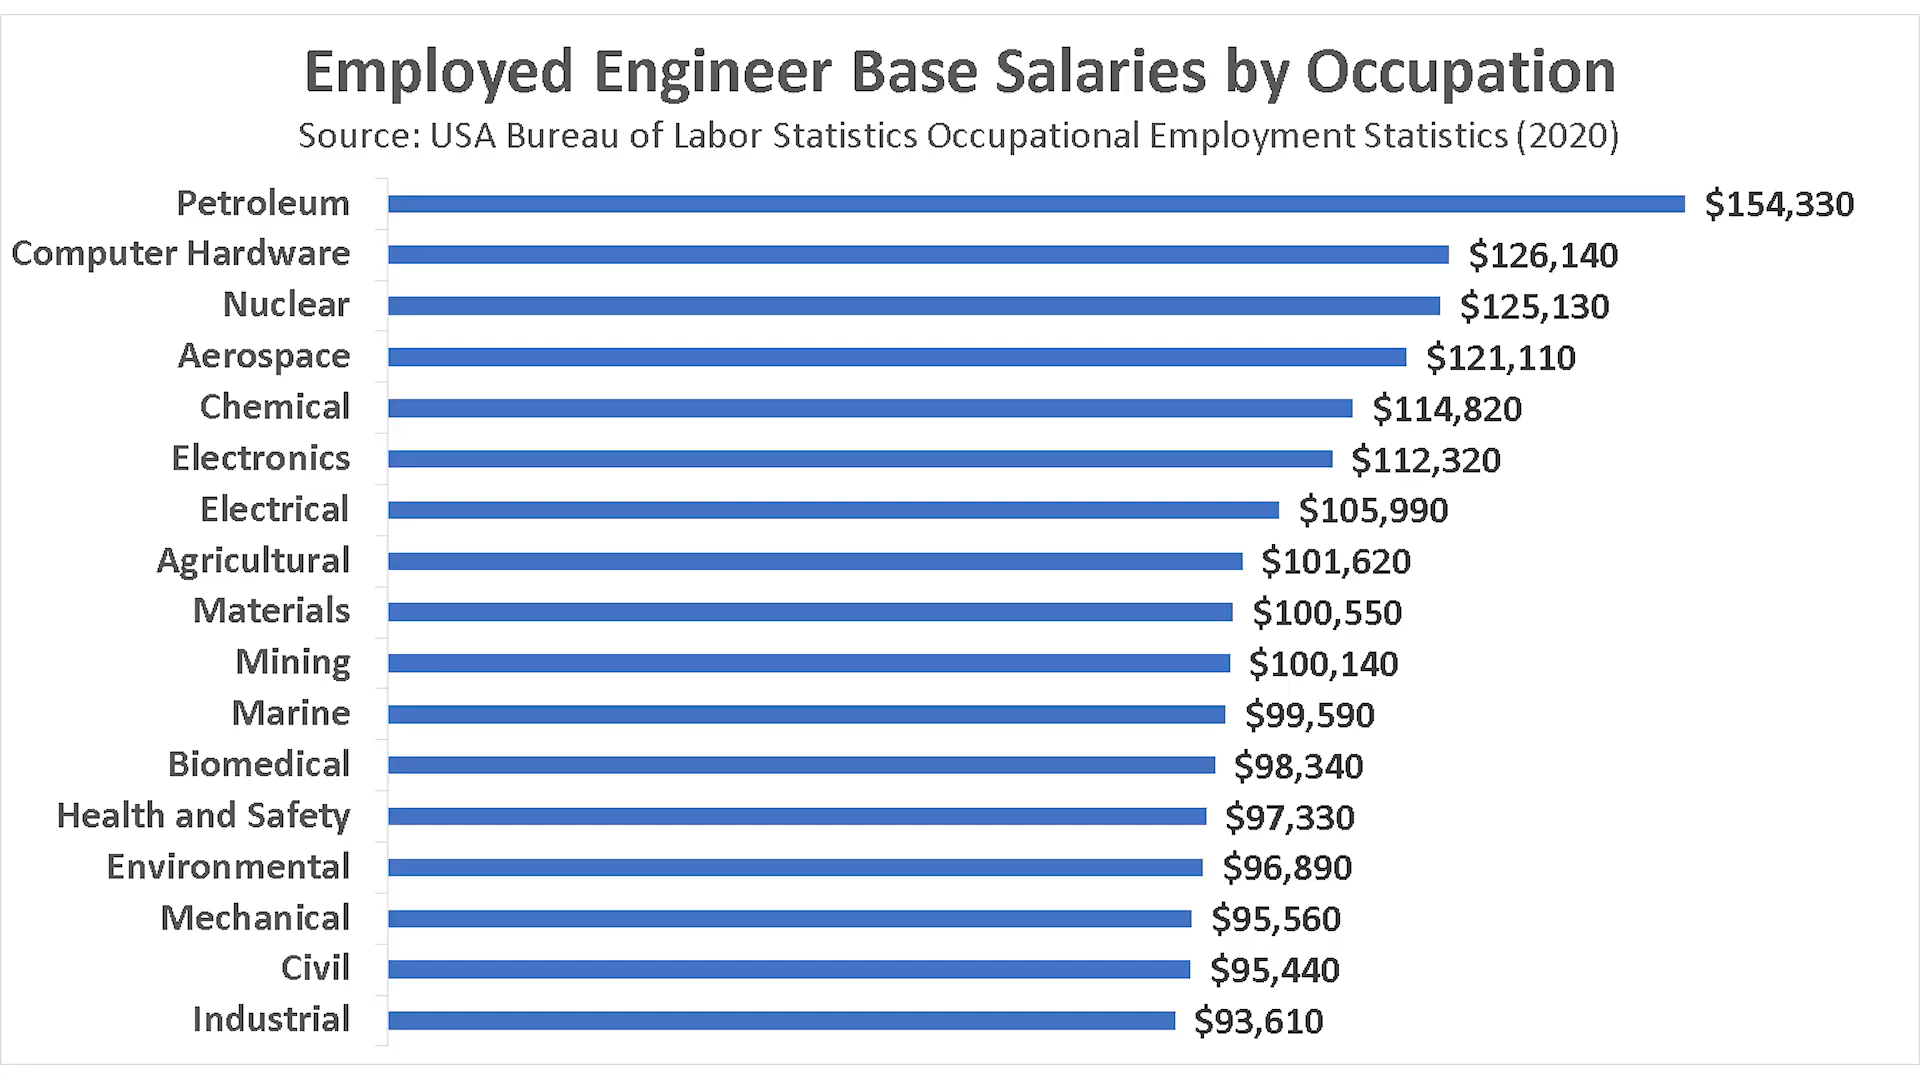 Employed Engineer Base Salaries by Occupation
Source: USA Bureau of Labor Statistics Occupational Employment Statistics (2020)
Petroleum $154,330
Computer Hardware $126,140
Nuclear $125,130
Aerospace $121,110
Chemical $114,820
Electronics $112,320
Electrical $105,990
Agricultural $101,620
Materials $100,550
Mining $100,140
Marine $99,590
Biomedical $98,340
Health and Safety $97,330
Environmental $96,890
Mechanical $95,560
Civil $95,440
Industrial $93,610